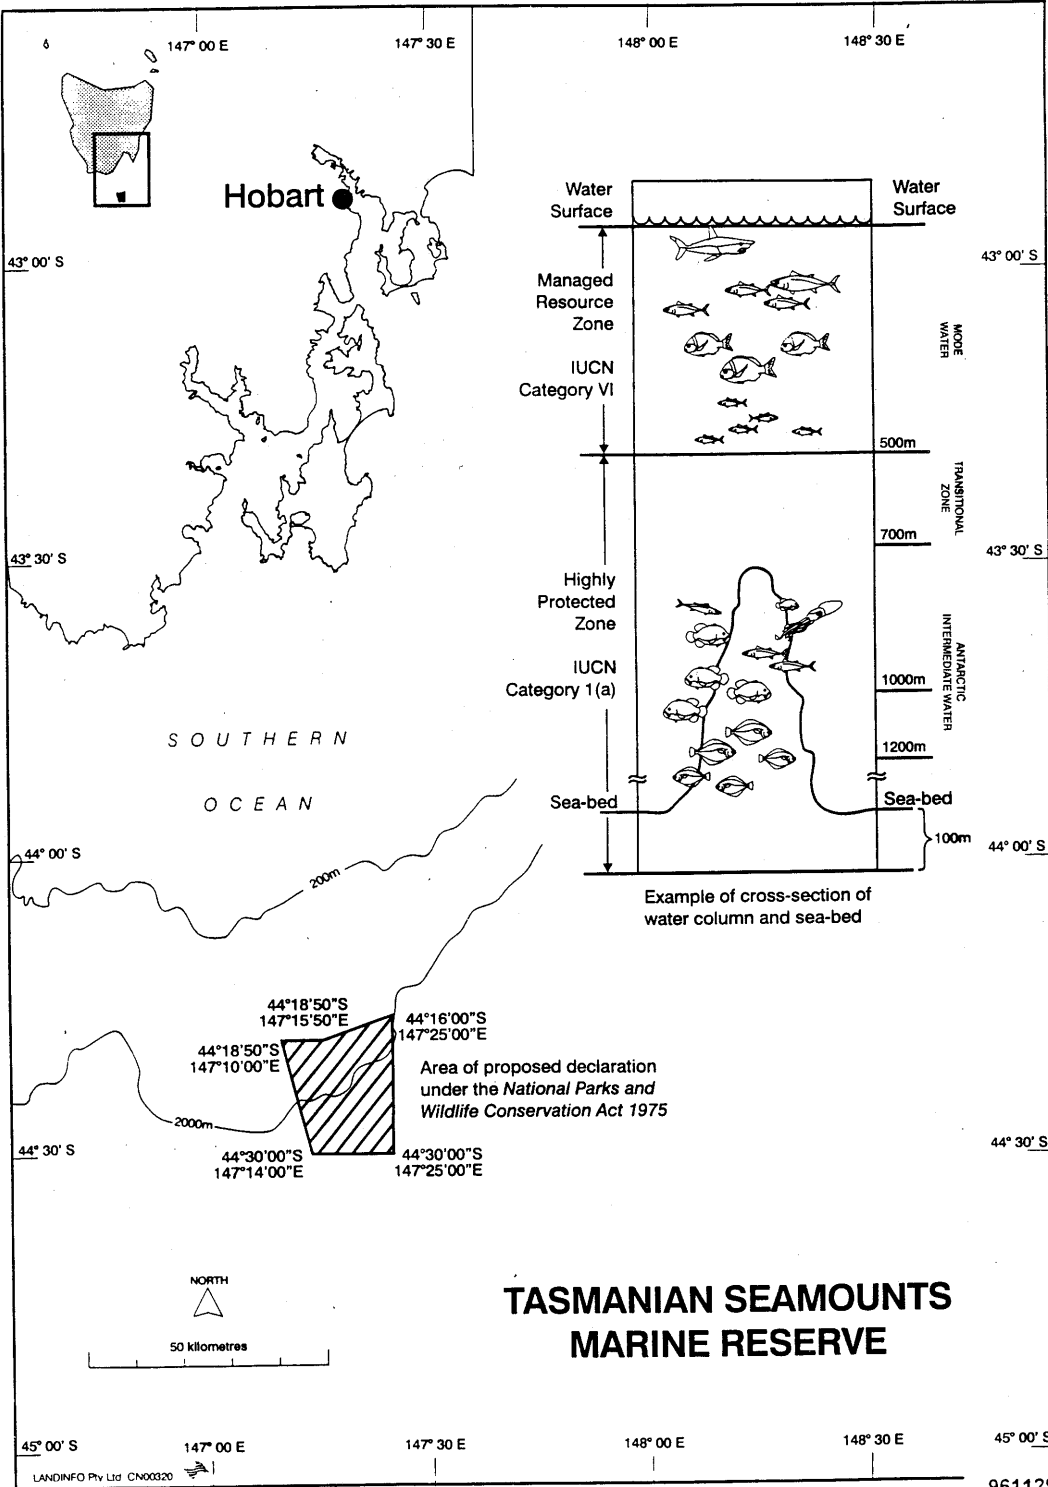 147° 00 E
147° 30 E
148° 00 E
148° 30 E
Hobart
Water
Surface
Water
Surface
43° 00' S
43° 00' S
Managed
Resource
Zone
IUCN
Category VI
MODE
WATER
500m
TRANSITIONAL
ZONE
700m
43° 30' S
43° 30' S
Highly
Protected
Zone
IUCN
Category 1(a)
ANTARCTIC
INTERMEDIATE WATER
1000m
1200m
SOUTHERN
OCEAN
Sea-bed
Sea-bed
100m
44° 00' S
44° 00' S
200m
Example of cross-section of
water column and sea-bed
44°18'50"S
147°15'50"E
44°16'00"S
147°25'00"E
44°18'50"S
147°10'00"E
Area of proposed declaration
under the National Parks and
Wildlife Conservation Act 1975
2000m
44° 30' S
44° 30' S
44°30'00"S
147°14'00"E
44°30'00"S
147°25'00"E
NORTH
50 kilometres
TASMANIAN SEAMOUNTS
MARINE RESERVE
45° 00' S
147° 00 E
147° 30 E
148° 00 E
148° 30 E
45° 00' S
LANDINFO Pty Ltd CN00320